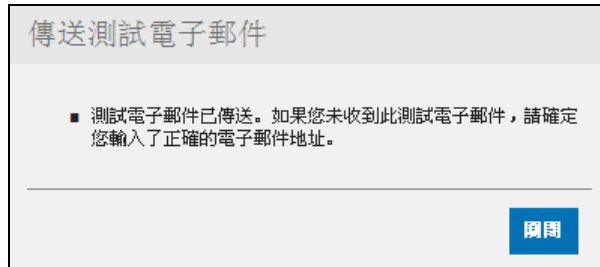 傳送測試電子郵件
■ 測試電子郵件已傳送。如果您未收到此測試電子郵件，請確定
您輸入了正確的電子郵件地址。
關閉